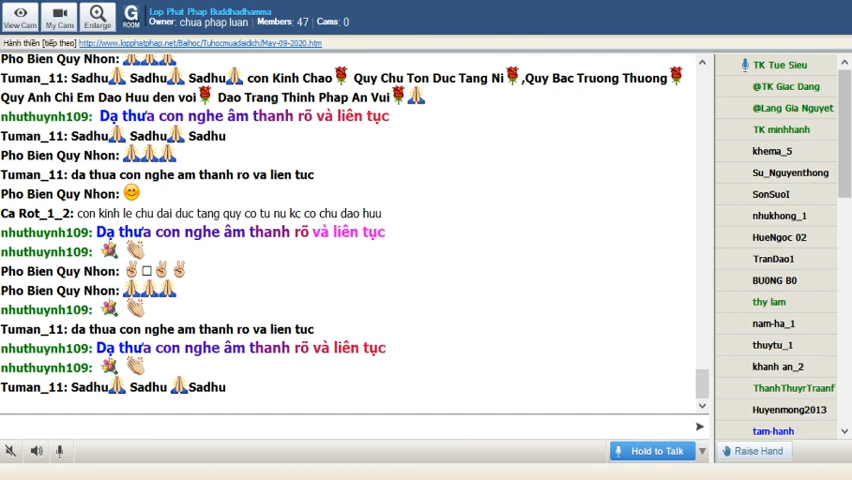 Lop Phat Phap Buddhadhamma
Owner: chua phap luan Members: 47 Cams: 0
View Cam My Cam Enlarge G ROOM
Hành thiền [tiếp theo] http://www.lopphatphap.net/Baihoc/Tuhocmuadaidich/May-09-2020.htm
Pho Bien Quy Nhon: 🙏🙏🙏
Tuman_11: Sadhu🙏 Sadhu🙏 Sadhu🙏 con Kinh Chao🌹 Quy Chu Ton Duc Tang Ni🌹,Quy Bac Truong Thuong🌹
Quy Anh Chi Em Dao Huu den voi🌹 Dao Trang Thinh Phap An Vui🌹🙏
nhuthuynh109: Dạ thưa con nghe âm thanh rõ và liên tục
Tuman_11: Sadhu🙏 Sadhu🙏 Sadhu
Pho Bien Quy Nhon: 🙏🙏🙏
Tuman_11: da thua con nghe am thanh ro va lien tuc
Pho Bien Quy Nhon: 😊
Ca Rot_1_2: con kinh le chu dai duc tang quy co tu nu kc co chu dao huu
nhuthuynh109: Dạ thưa con nghe âm thanh rõ và liên tục
nhuthuynh109: 💐 👏
Pho Bien Quy Nhon: ✌□✌✌
Pho Bien Quy Nhon: 🙏🙏🙏
nhuthuynh109: 💐 👏
Tuman_11: da thua con nghe am thanh ro va lien tuc
nhuthuynh109: Dạ thưa con nghe âm thanh rõ và liên tục
nhuthuynh109: 💐 👏
Tuman_11: Sadhu🙏 Sadhu 🙏Sadhu
Hold to Talk
TK Tue Sieu
@TK Giac Dang
@Lang Gia Nguyet
TK minhhanh
khema_5
Su_Nguyenthong
SonSuoI
nhukhong_1
HueNgoc 02
TranDao1
BU0NG B0
thy lam
nam-ha_1
thuytu_1
khanh an_2
ThanhThuyrTraanf
Huyenmong2013
tam-hanh
Raise Hand